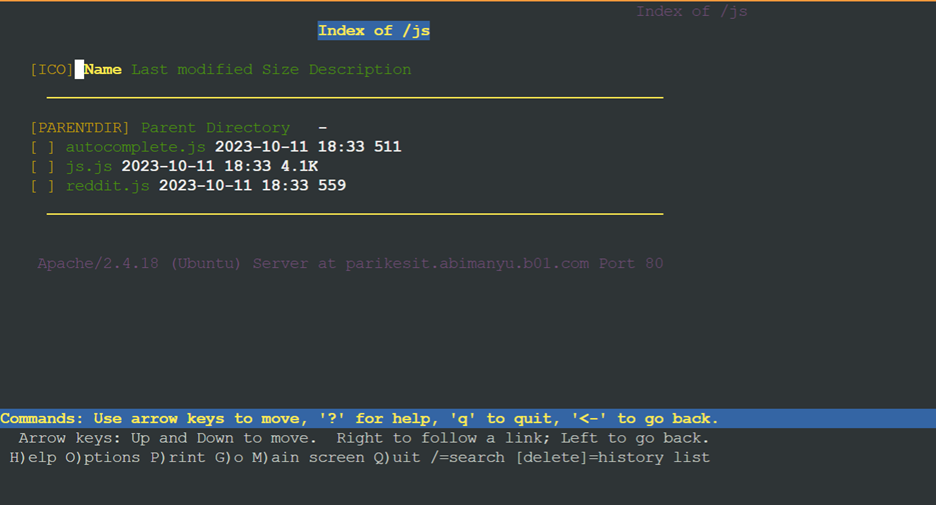 Index of /js
Index of /js
[ICO] Name Last modified Size Description
[PARENTDIR] Parent Directory -
[ ] autocomplete.js 2023-10-11 18:33 511
[ ] js.js 2023-10-11 18:33 4.1K
[ ] reddit.js 2023-10-11 18:33 559
Apache/2.4.18 (Ubuntu) Server at parikesit.abimanyu.b01.com Port 80
Commands: Use arrow keys to move, '?' for help, 'q' to quit, '<-' to go back.
Arrow keys: Up and Down to move. Right to follow a link; Left to go back.
H)elp O)ptions P)rint G)o M)ain screen Q)uit /=search [delete]=history list